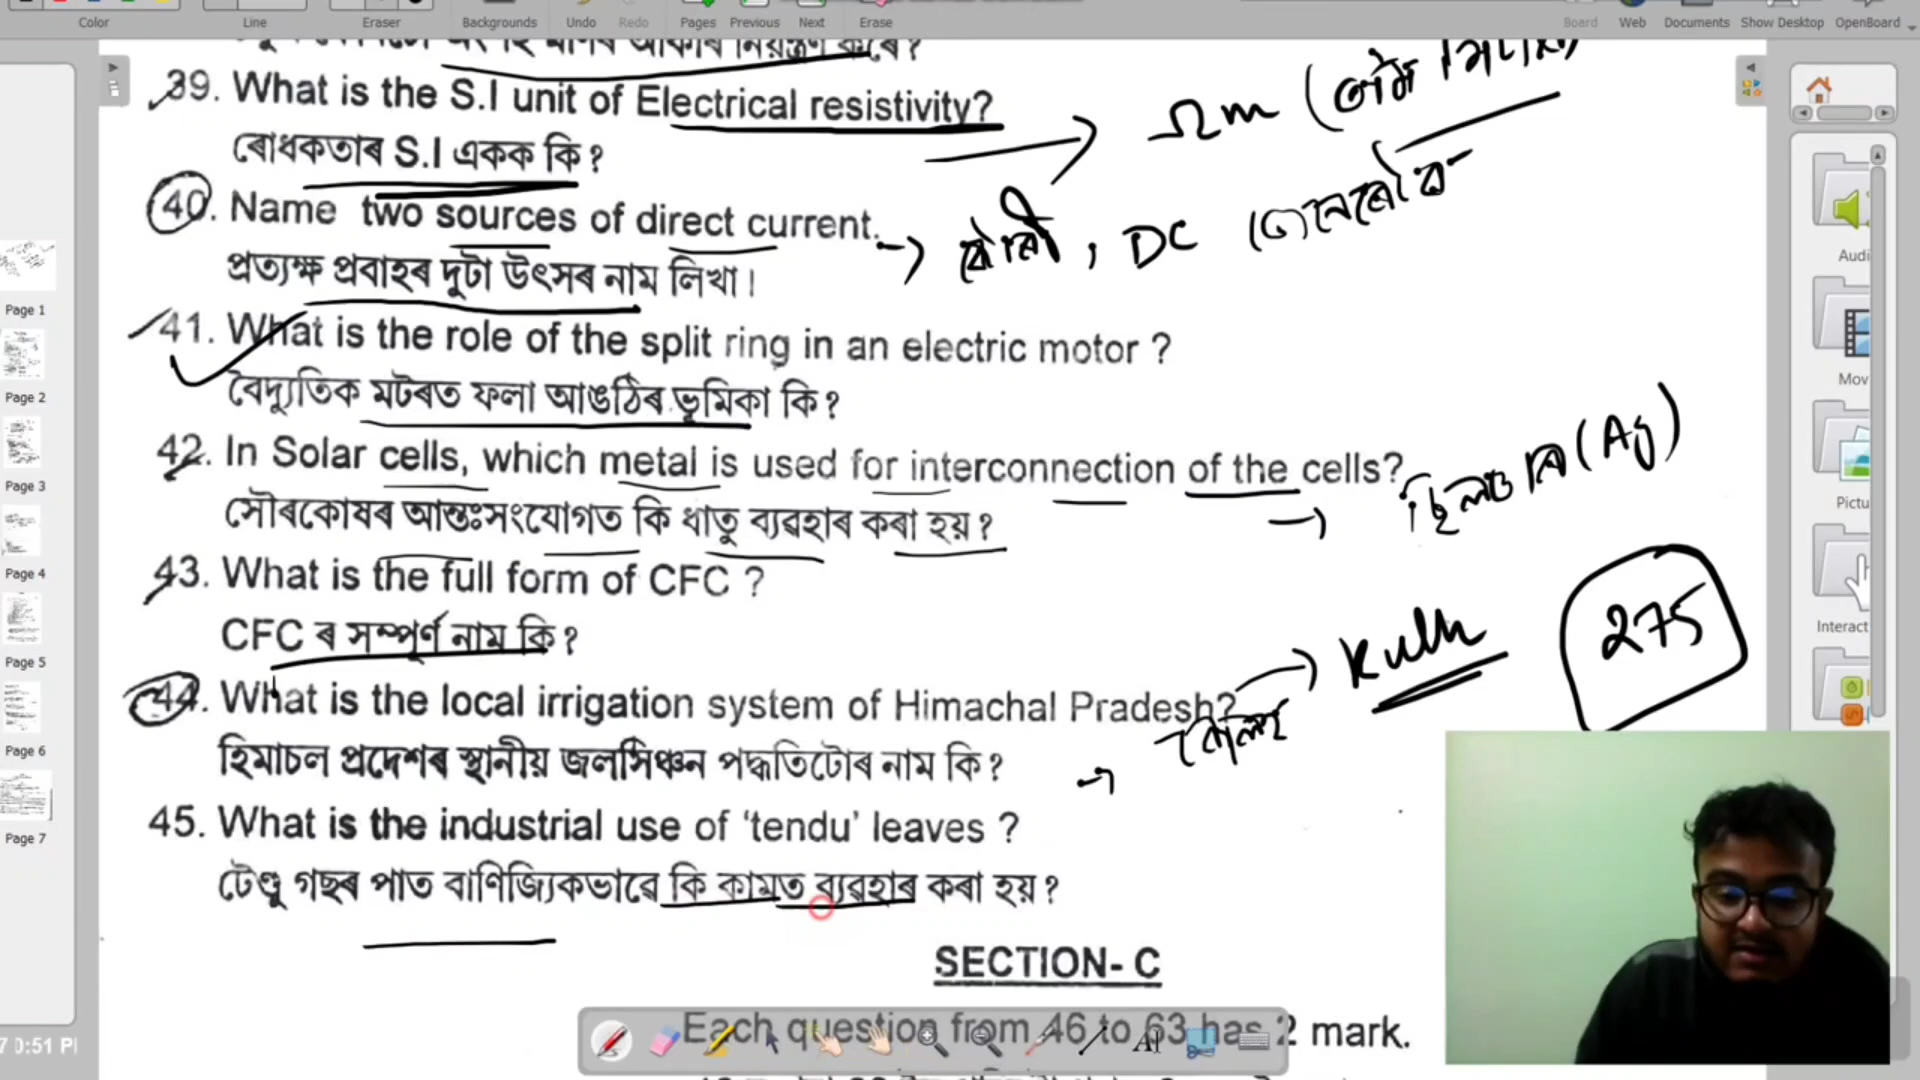 Color
Line
Eraser
Backgrounds
Undo
Redo
Pages
Previous
Next
Erase
Board
Web
Documents
Show Desktop
OpenBoard
নিয়ন্ত্ৰণ কৰে?
39. What is the S.I unit of Electrical resistivity?
Ωm
ৰোধকতাৰ S.I একক কি?
40. Name two sources of direct current.
DC
প্ৰত্যক্ষ প্ৰবাহৰ দুটা উৎসৰ নাম লিখা।
41. What is the role of the split ring in an electric motor ?
বৈদ্যুতিক মটৰত ফলা আঙঠিৰ ভূমিকা কি?
42. In Solar cells, which metal is used for interconnection of the cells?
(Ag)
সৌৰকোষৰ আন্তঃসংযোগত কি ধাতু ব্যৱহাৰ কৰা হয়?
43. What is the full form of CFC ?
CFC ৰ সম্পূৰ্ণ নাম কি?
Kulh
275
44. What is the local irrigation system of Himachal Pradesh?
হিমাচল প্ৰদেশৰ স্থানীয় জলসিঞ্চন পদ্ধতিটোৰ নাম কি?
45. What is the industrial use of ‘tendu’ leaves ?
টেণ্ডু গছৰ পাত বাণিজ্যিকভাৱে কি কামত ব্যৱহাৰ কৰা হয়?
SECTION- C
Each question from 46 to 63 has 2 mark.
Page 1
Page 2
Page 3
Page 4
Page 5
Page 6
Page 7
Audi
Mov
Pictu
Interact